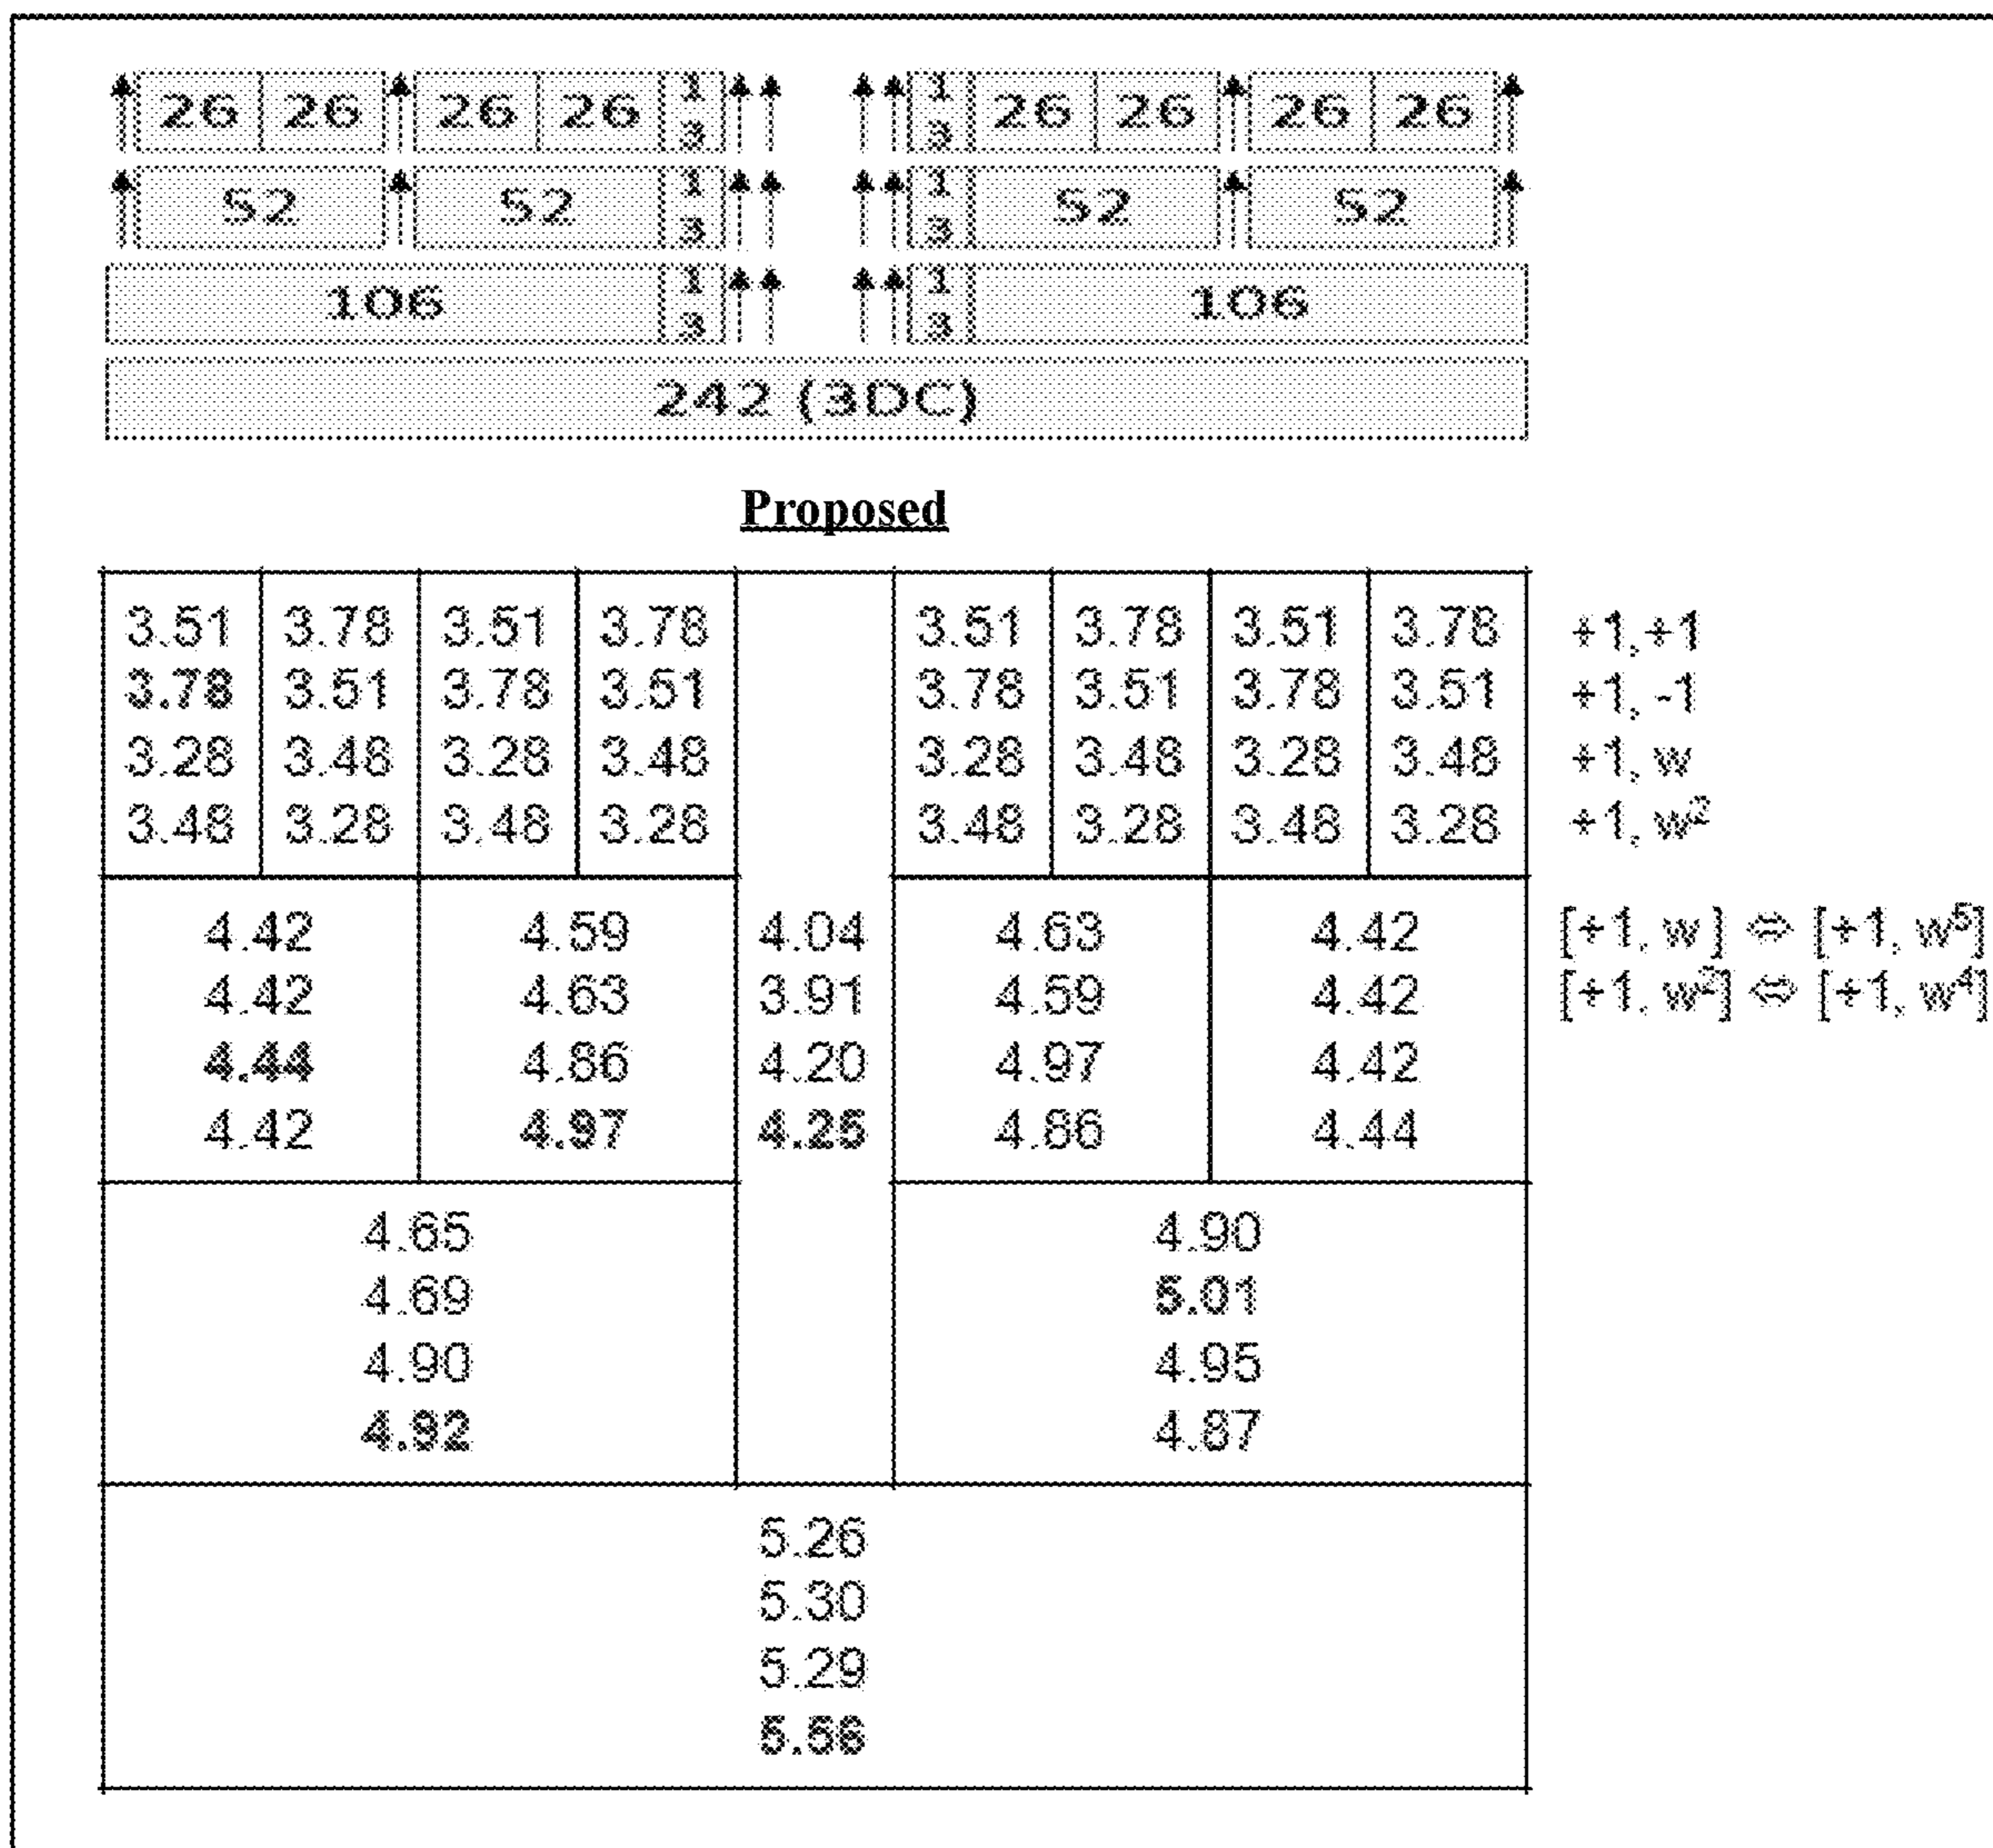 26 26 26 26 13 13 26 26 26 26
52 52 13 13 52 52
106 13 13 106
242 (3DC)
Proposed
3.51 3.78 3.51 3.78 3.51 3.78 3.51 3.78 +1,+1
3.78 3.51 3.78 3.51 3.78 3.51 3.78 3.51 +1, -1
3.28 3.48 3.28 3.48 3.28 3.48 3.28 3.48 +1, w
3.48 3.28 3.48 3.28 3.48 3.28 3.48 3.28 +1, w²
4.42 4.59 4.04 4.63 4.42 [+1, w] ⇔ [+1, w⁵]
4.42 4.63 3.91 4.59 4.42 [+1, w²] ⇔ [+1, w⁴]
4.44 4.86 4.20 4.97 4.42
4.42 4.97 4.25 4.86 4.44
4.65 4.90
4.69 5.01
4.90 4.95
4.92 4.87
5.26
5.30
5.29
5.56